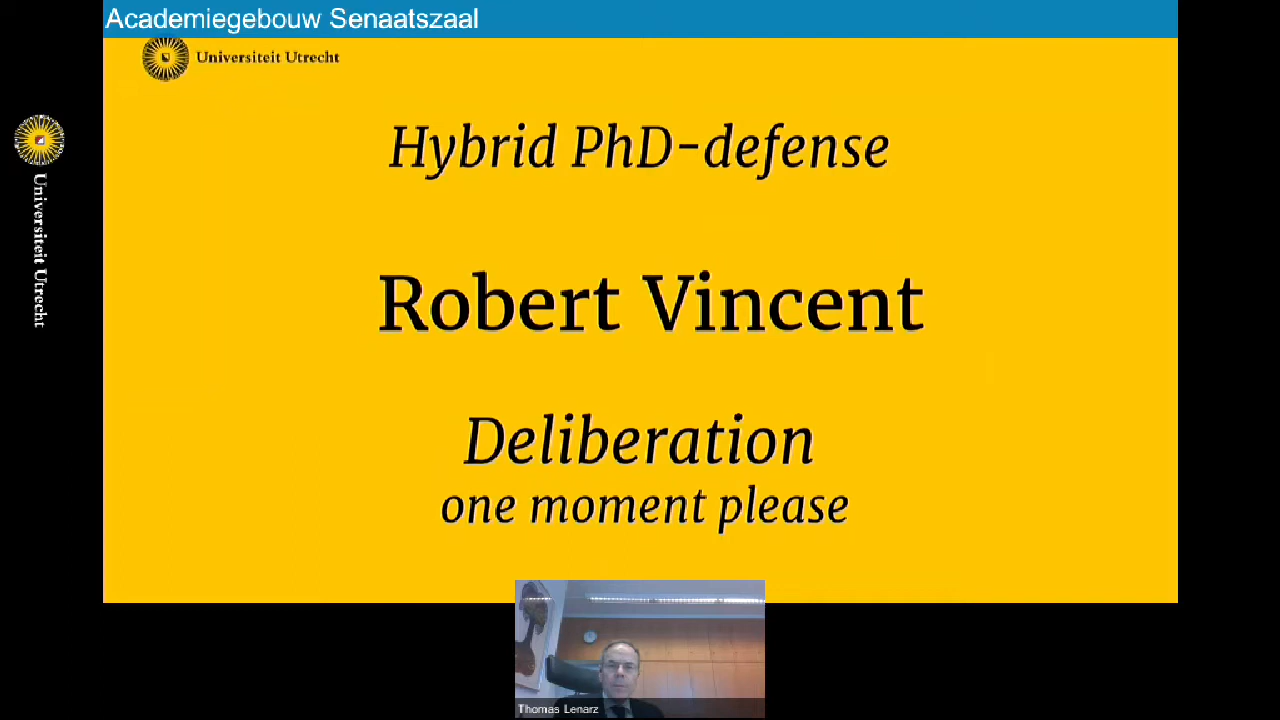 Academiegebouw Senaatszaal
Universiteit Utrecht
Universiteit Utrecht
Hybrid PhD-defense
Robert Vincent
Deliberation
one moment please
Thomas Lenarz